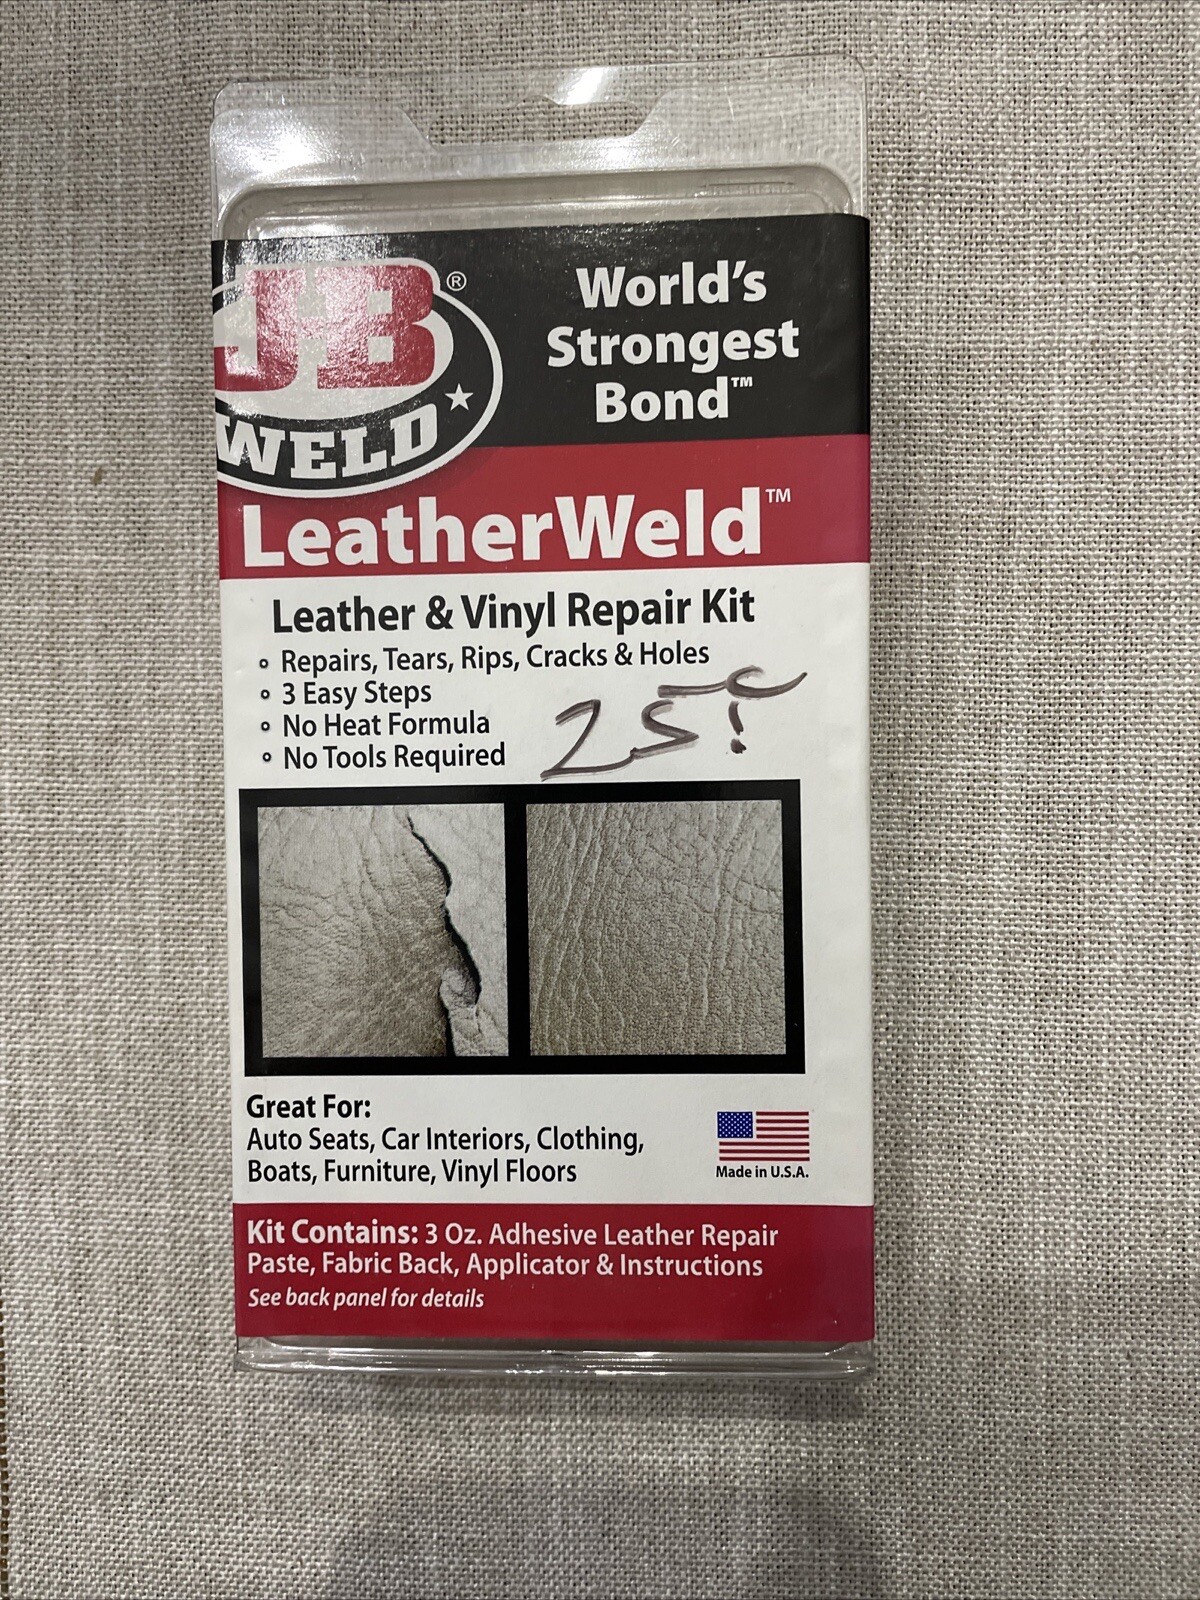 JB®
WELD
World's
Strongest
Bond™
LeatherWeld™
Leather & Vinyl Repair Kit
◦ Repairs, Tears, Rips, Cracks & Holes
◦ 3 Easy Steps
◦ No Heat Formula
◦ No Tools Required
Great For:
Auto Seats, Car Interiors, Clothing,
Boats, Furniture, Vinyl Floors
Made in U.S.A.
Kit Contains: 3 Oz. Adhesive Leather Repair
Paste, Fabric Back, Applicator & Instructions
See back panel for details